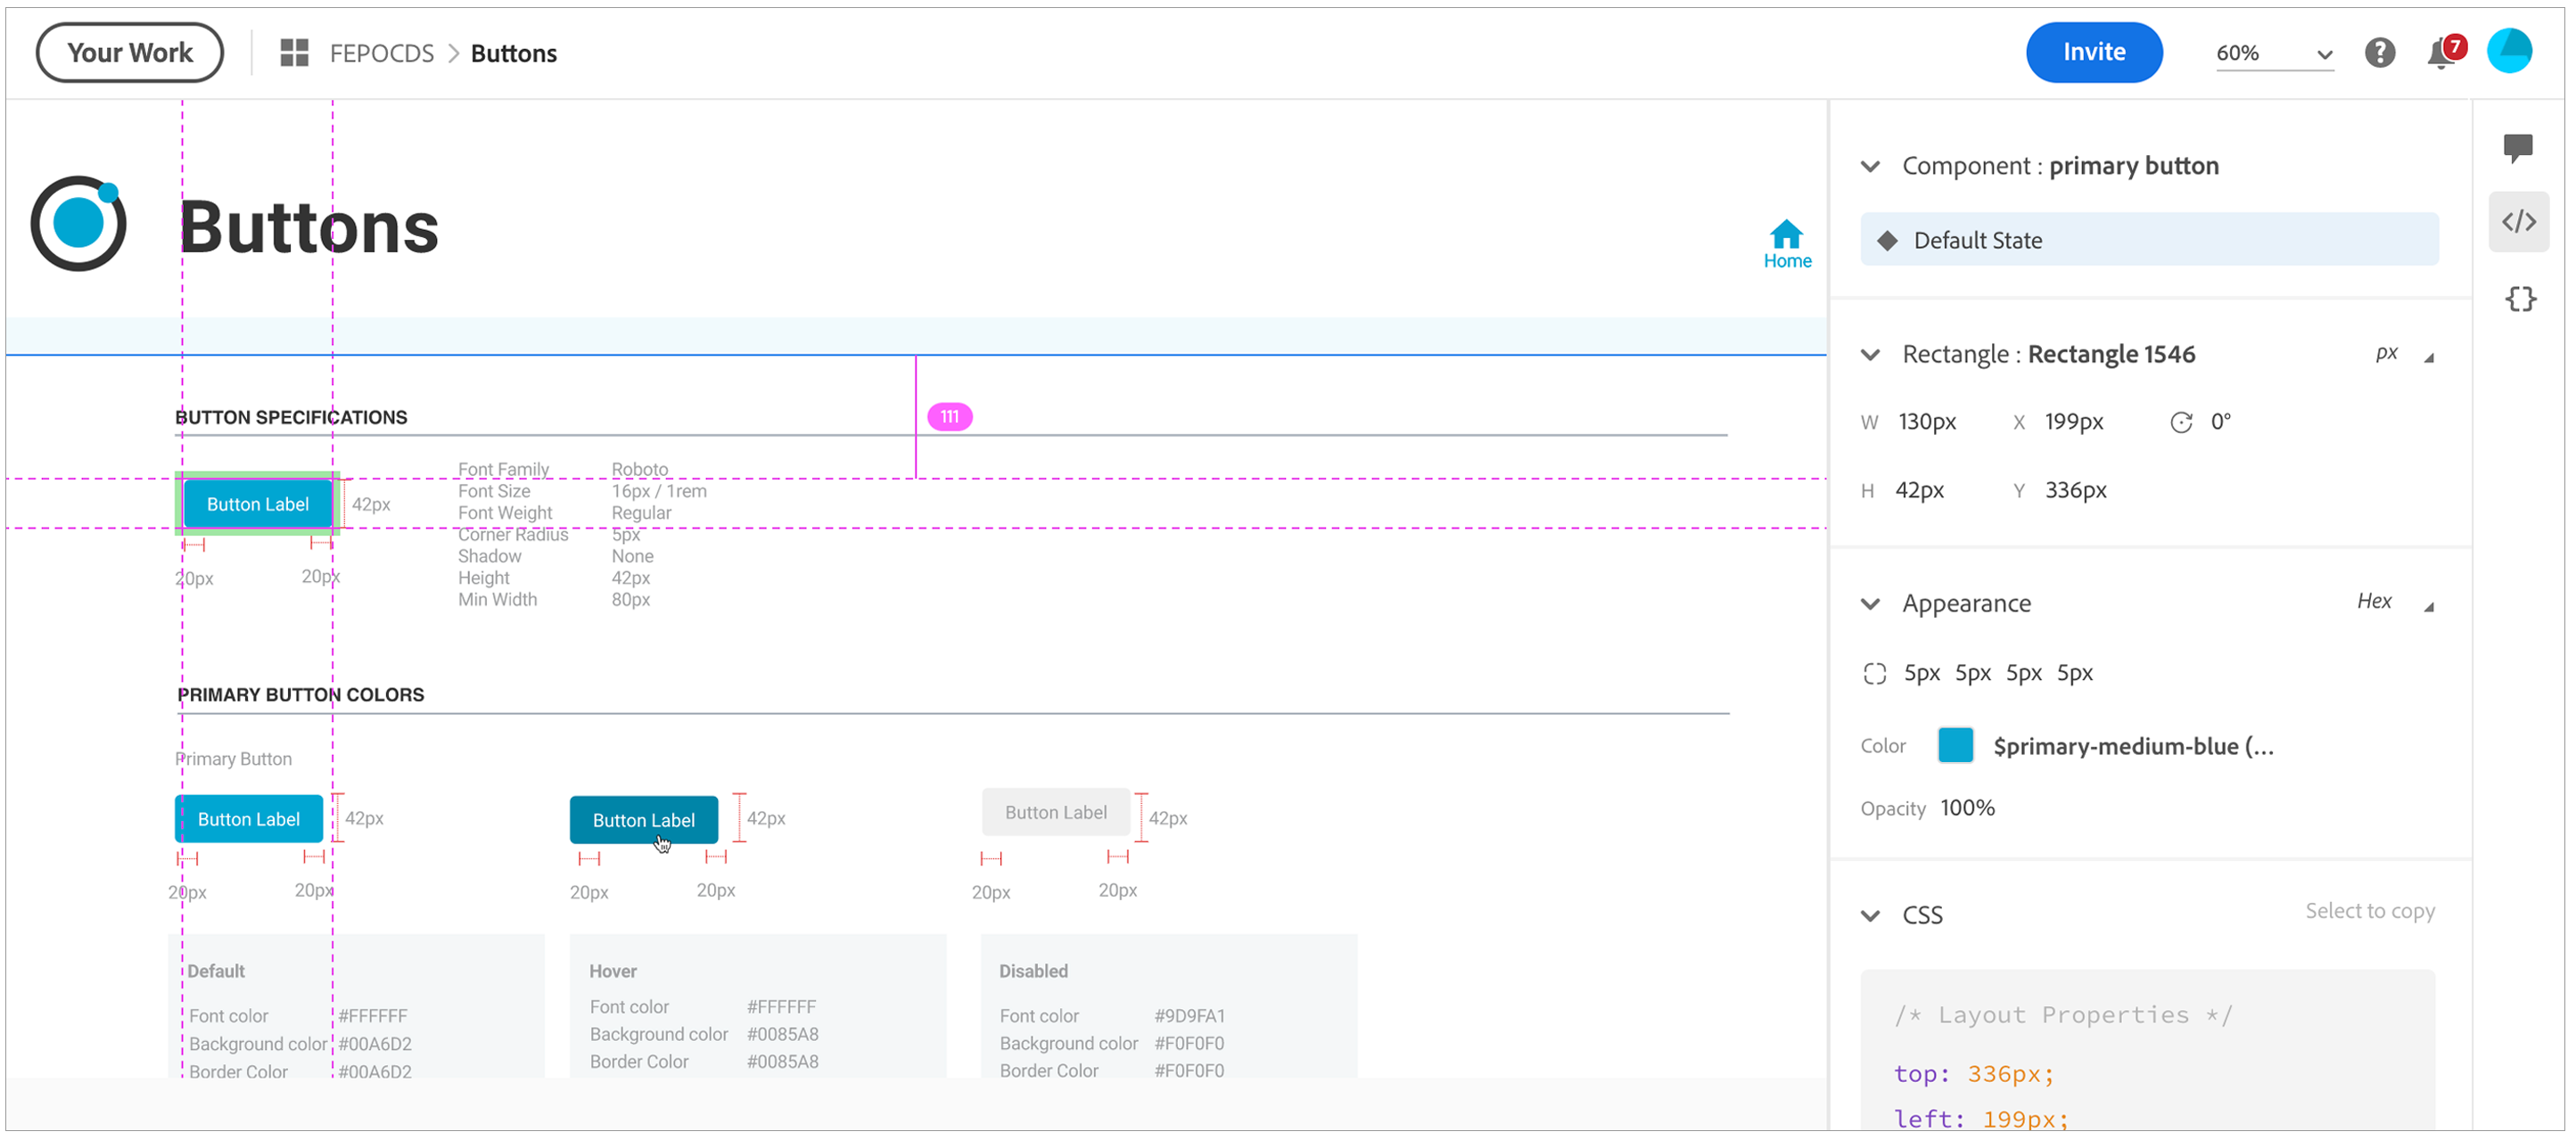 Your Work
FEPOCDS > Buttons
Invite
60%
?
7
Buttons
Home
BUTTON SPECIFICATIONS
111
Button Label
42px
20px 20px
Font Family Roboto
Font Size 16px / 1rem
Font Weight Regular
Corner Radius 5px
Shadow None
Height 42px
Min Width 80px
PRIMARY BUTTON COLORS
Primary Button
Button Label 42px
20px 20px
Button Label 42px
20px 20px
Button Label 42px
20px 20px
Default
Font color #FFFFFF
Background color #00A6D2
Border Color #00A6D2
Hover
Font color #FFFFFF
Background color #0085A8
Border Color #0085A8
Disabled
Font color #9D9FA1
Background color #F0F0F0
Border Color #F0F0F0
Component : primary button
Default State
Rectangle : Rectangle 1546 px
W 130px X 199px 0°
H 42px Y 336px
Appearance Hex
5px 5px 5px 5px
Color $primary-medium-blue (...
Opacity 100%
CSS Select to copy
/* Layout Properties */
top: 336px;
left: 199px;
</>
{}